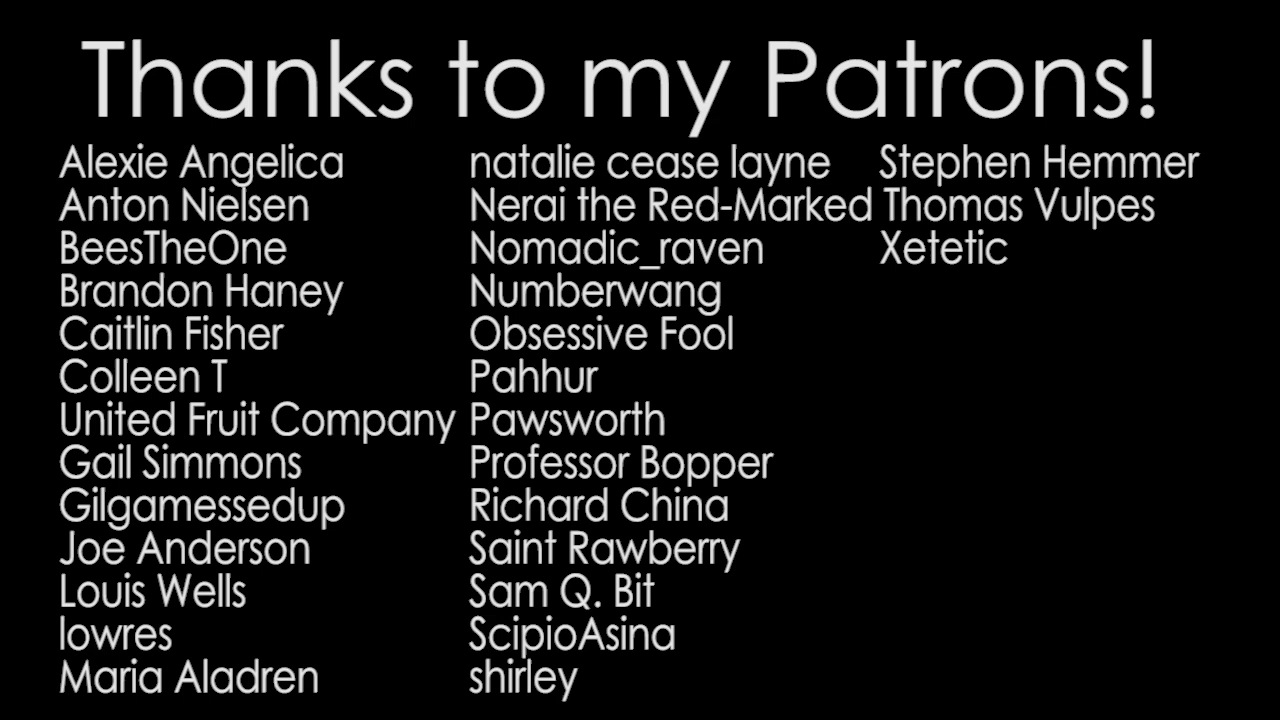 Thanks to my Patrons!
Alexie Angelica
Anton Nielsen
BeesTheOne
Brandon Haney
Caitlin Fisher
Colleen T
United Fruit Company
Gail Simmons
Gilgamessedup
Joe Anderson
Louis Wells
lowres
Maria Aladren
natalie cease layne
Nerai the Red-Marked
Nomadic_raven
Numberwang
Obsessive Fool
Pahhur
Pawsworth
Professor Bopper
Richard China
Saint Rawberry
Sam Q. Bit
ScipioAsina
shirley
Stephen Hemmer
Thomas Vulpes
Xetetic